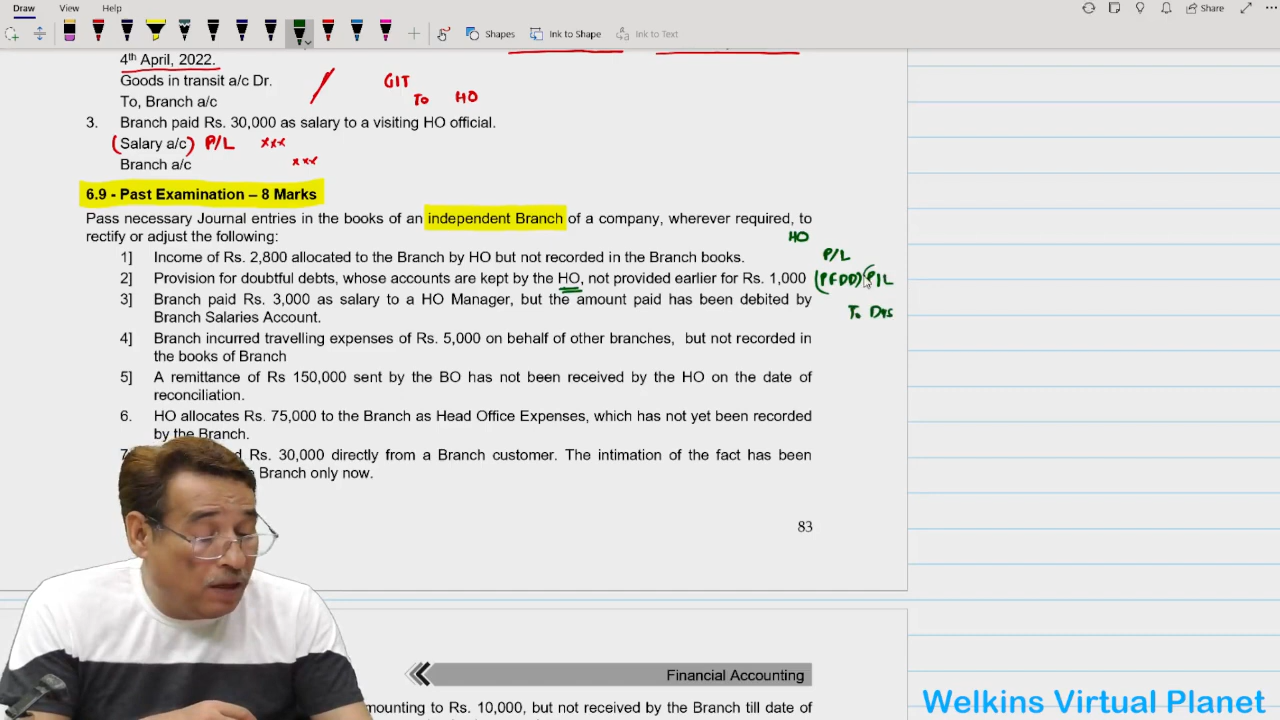 Draw View Help Share
Shapes Ink to Shape Ink to Text
4th April, 2022.
Goods in transit a/c Dr. GIT
To, Branch a/c To HO
3. Branch paid Rs. 30,000 as salary to a visiting HO official.
(Salary a/c) P/L xxx
Branch a/c xxx
6.9 - Past Examination – 8 Marks
Pass necessary Journal entries in the books of an independent Branch of a company, wherever required, to
rectify or adjust the following: HO
1] Income of Rs. 2,800 allocated to the Branch by HO but not recorded in the Branch books. P/L
2] Provision for doubtful debts, whose accounts are kept by the HO, not provided earlier for Rs. 1,000 (PFDD) P/L
3] Branch paid Rs. 3,000 as salary to a HO Manager, but the amount paid has been debited by
To Drs
Branch Salaries Account.
4] Branch incurred travelling expenses of Rs. 5,000 on behalf of other branches, but not recorded in
the books of Branch
5] A remittance of Rs 150,000 sent by the BO has not been received by the HO on the date of
reconciliation.
6. HO allocates Rs. 75,000 to the Branch as Head Office Expenses, which has not yet been recorded
by the Branch.
7 Rs. 30,000 directly from a Branch customer. The intimation of the fact has been
Branch only now.
83
Financial Accounting
mounting to Rs. 10,000, but not received by the Branch till date of
Welkins Virtual Planet